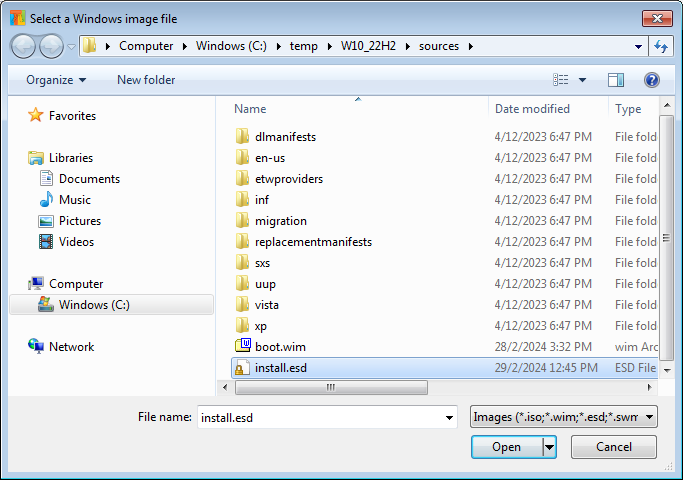 Select a Windows image file
Computer Windows (C:) temp W10_22H2 sources
Organize New folder
Name Date modified Type
Favorites
Libraries
Documents
Music
Pictures
Videos
Computer
Windows (C:)
Network
dlmanifests 4/12/2023 6:47 PM File fold
en-us 4/12/2023 6:47 PM File fold
etwproviders 4/12/2023 6:47 PM File fold
inf 4/12/2023 6:47 PM File fold
migration 4/12/2023 6:47 PM File fold
replacementmanifests 4/12/2023 6:47 PM File fold
sxs 4/12/2023 6:47 PM File fold
uup 4/12/2023 6:47 PM File fold
vista 4/12/2023 6:47 PM File fold
xp 4/12/2023 6:47 PM File fold
boot.wim 28/2/2024 3:32 PM wim Arc
install.esd 29/2/2024 12:45 PM ESD File
File name: install.esd Images (*.iso;*.wim;*.esd;*.swm
Open Cancel